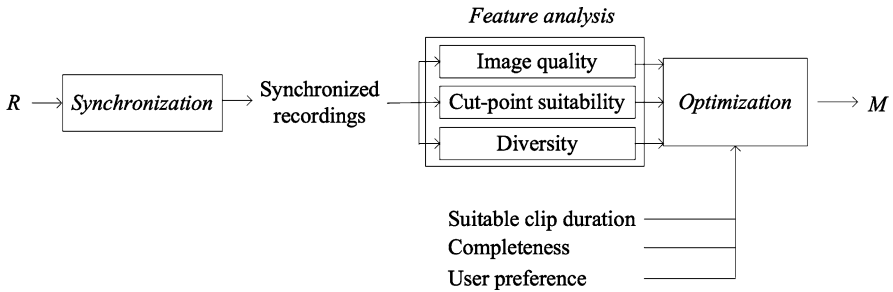 Feature analysis
R
Synchronization
Synchronized
recordings
Image quality
Cut-point suitability
Diversity
Optimization
M
Suitable clip duration
Completeness
User preference